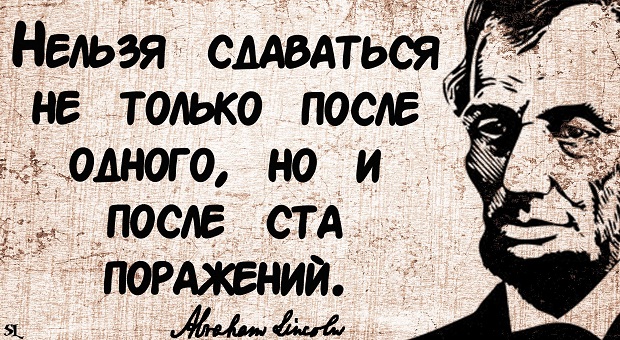 Нельзя сдаваться
не только после
одного, но и
после ста
поражений.
Abraham Lincoln
SL